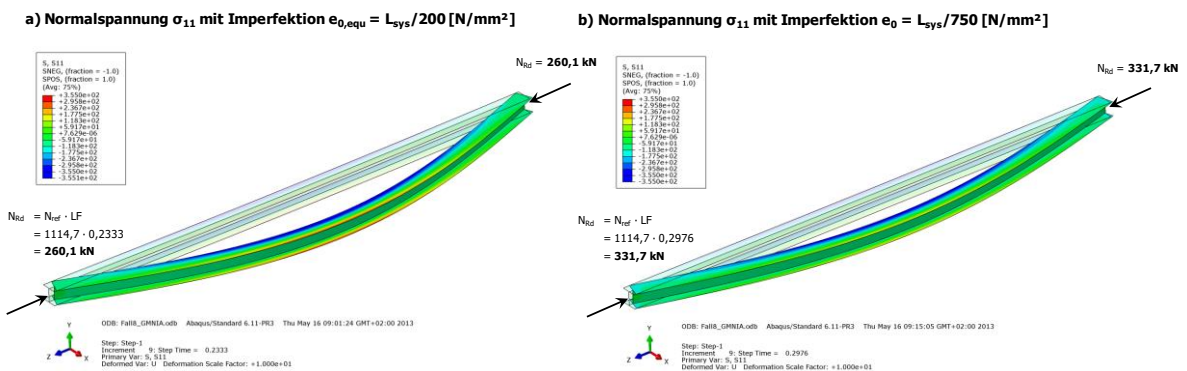 a) Normalspannung σ₁₁ mit Imperfektion e₀,equ = Lsys/200 [N/mm²]
S, S11
SNEG, (fraction = -1.0)
SPOS, (fraction = 1.0)
(Avg: 75%)
+3.550e+02
+2.958e+02
+2.367e+02
+1.775e+02
+1.183e+02
+5.917e+01
+7.629e-06
-5.917e+01
-1.183e+02
-1.775e+02
-2.367e+02
-2.958e+02
-3.550e+02
-3.551e+02
NRd = 260,1 kN
NRd = Nref · LF
= 1114,7 · 0,2333
= 260,1 kN
Y
Z
X
ODB: Fall8_GMNIA.odb Abaqus/Standard 6.11-PR3 Thu May 16 09:01:24 GMT+02:00 2013
Step: Step-1
Increment 9: Step Time = 0.2333
Primary Var: S, S11
Deformed Var: U Deformation Scale Factor: +1.000e+01
b) Normalspannung σ₁₁ mit Imperfektion e₀ = Lsys/750 [N/mm²]
S, S11
SNEG, (fraction = -1.0)
SPOS, (fraction = 1.0)
(Avg: 75%)
+3.550e+02
+2.958e+02
+2.367e+02
+1.775e+02
+1.183e+02
+5.917e+01
+7.629e-06
-5.917e+01
-1.183e+02
-1.775e+02
-2.367e+02
-2.958e+02
-3.550e+02
-3.550e+02
NRd = 331,7 kN
NRd = Nref · LF
= 1114,7 · 0,2976
= 331,7 kN
Y
Z
X
ODB: Fall8_GMNIA.odb Abaqus/Standard 6.11-PR3 Thu May 16 09:15:05 GMT+02:00 2013
Step: Step-1
Increment 9: Step Time = 0.2976
Primary Var: S, S11
Deformed Var: U Deformation Scale Factor: +1.000e+01